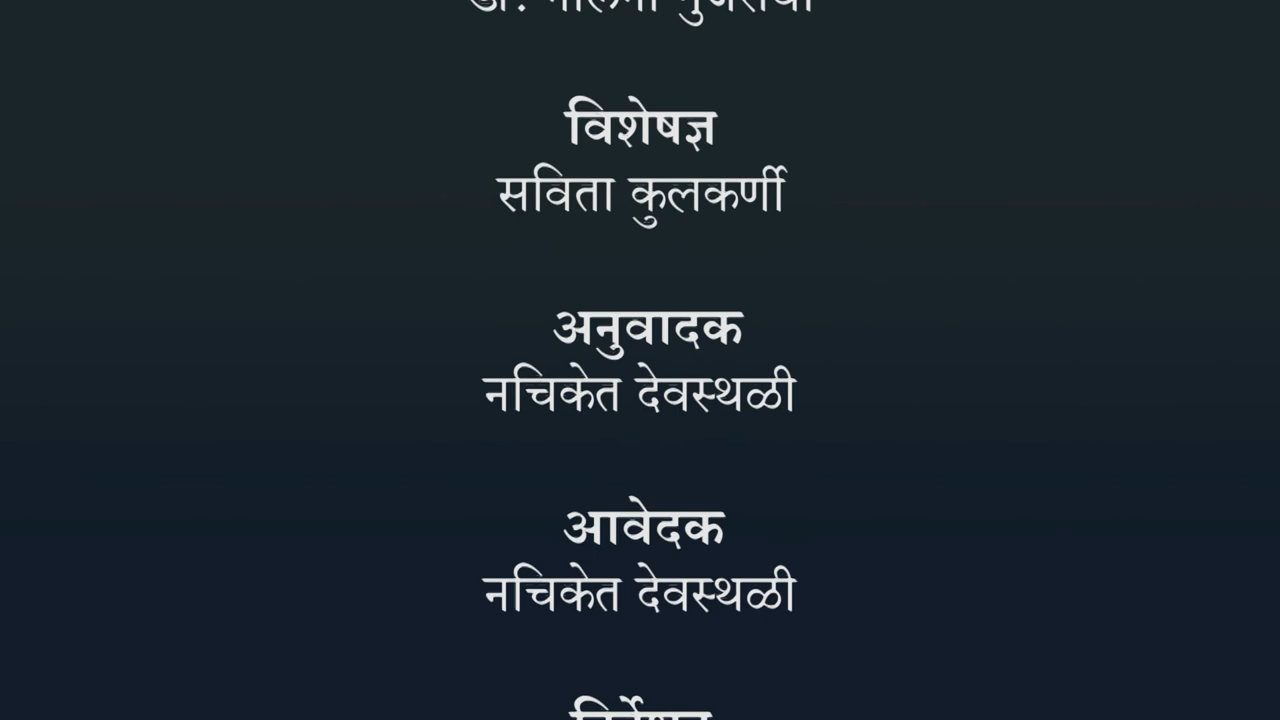 विशेषज्ञ
सविता कुलकर्णी
अनुवादक
नचिकेत देवस्थळी
आवेदक
नचिकेत देवस्थळी